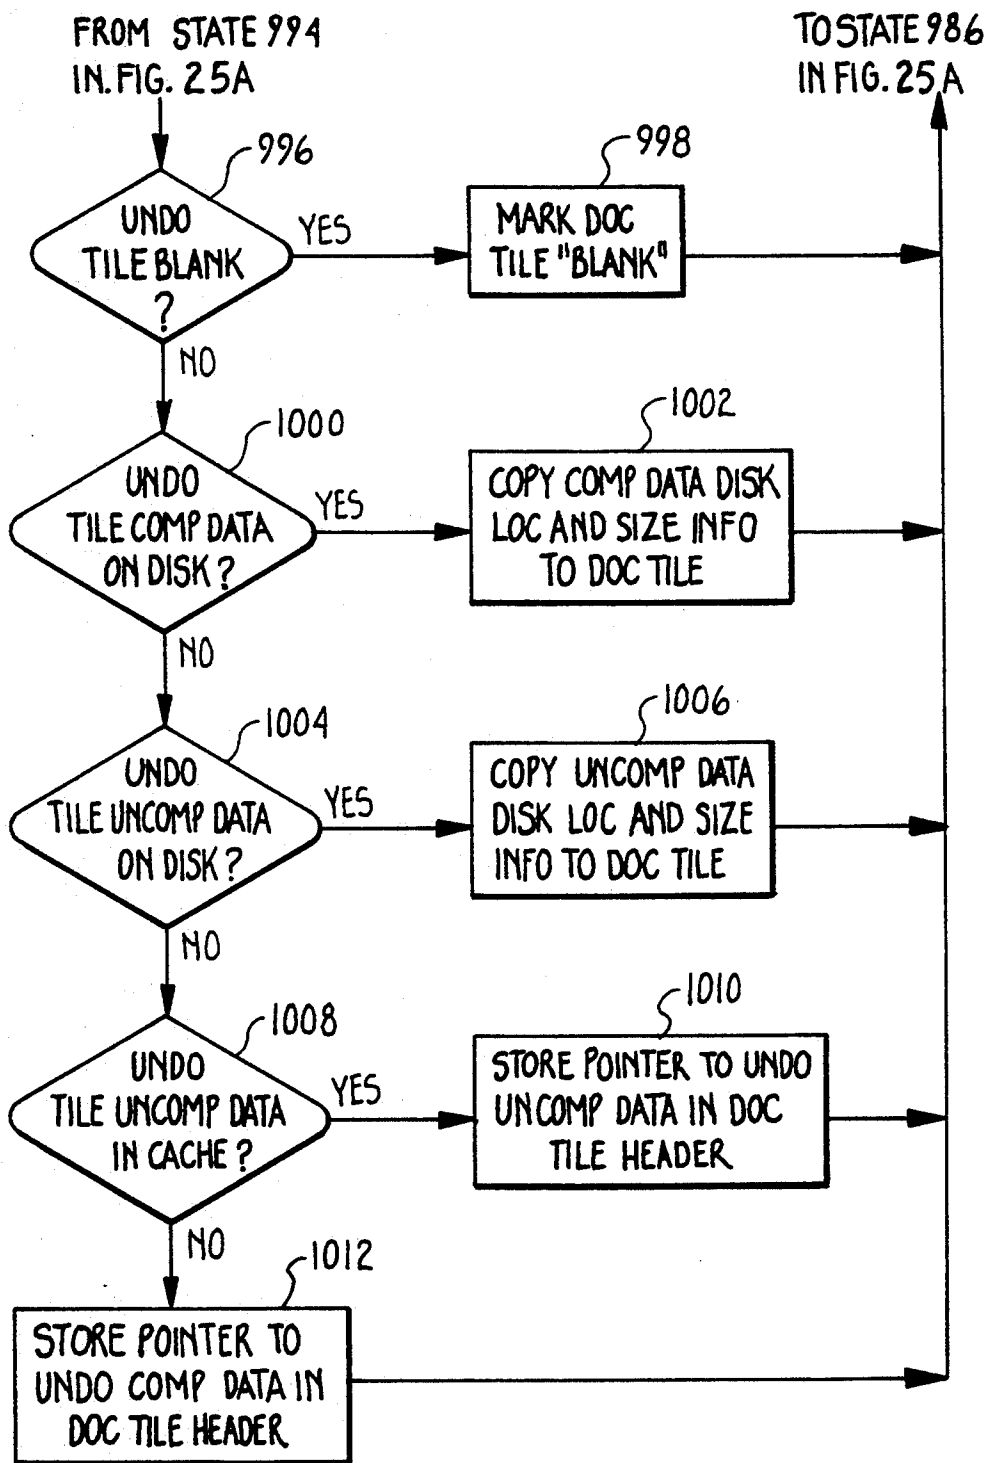 FROM STATE 994
IN. FIG. 25A
TO STATE 986
IN FIG. 25A
996
UNDO
TILE BLANK
?
YES
998
MARK DOC
TILE "BLANK"
NO
1000
UNDO
TILE COMP DATA
ON DISK?
YES
1002
COPY COMP DATA DISK
LOC AND SIZE INFO
TO DOC TILE
NO
1004
UNDO
TILE UNCOMP DATA
ON DISK?
YES
1006
COPY UNCOMP DATA
DISK LOC AND SIZE
INFO TO DOC TILE
NO
1008
UNDO
TILE UNCOMP DATA
IN CACHE?
YES
1010
STORE POINTER TO UNDO
UNCOMP DATA IN DOC
TILE HEADER
NO
1012
STORE POINTER TO
UNDO COMP DATA IN
DOC TILE HEADER